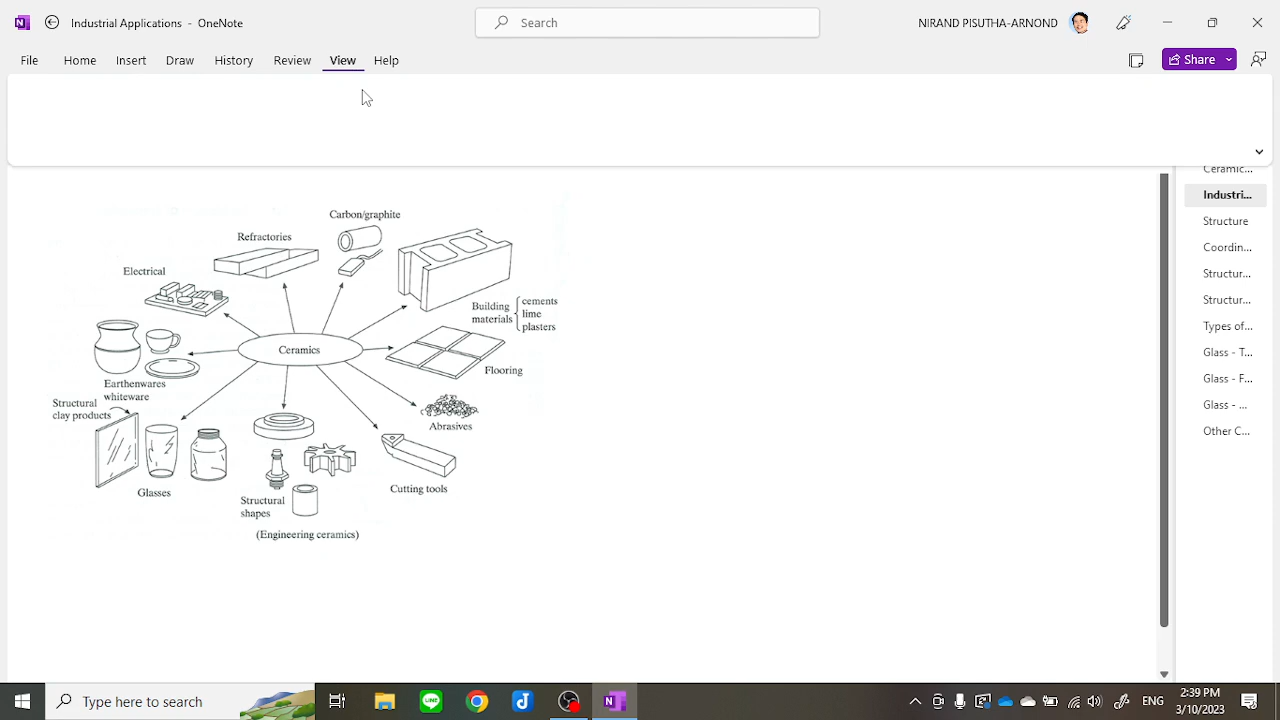 Industrial Applications - OneNote
Search
NIRAND PISUTHA-ARNOND
File Home Insert Draw History Review View Help
Share
Ceramic...
Industri...
Structure
Coordin...
Structur...
Structur...
Types of...
Glass - T...
Glass - F...
Glass - ...
Other C...
Carbon/graphite
Refractories
Electrical
Building
materials
cements
lime
plasters
Ceramics
Flooring
Earthenwares
whiteware
Structural
clay products
Abrasives
Glasses
Cutting tools
Structural
shapes
(Engineering ceramics)
Type here to search
LINE
ENG
2:39 PM
3/10/2023